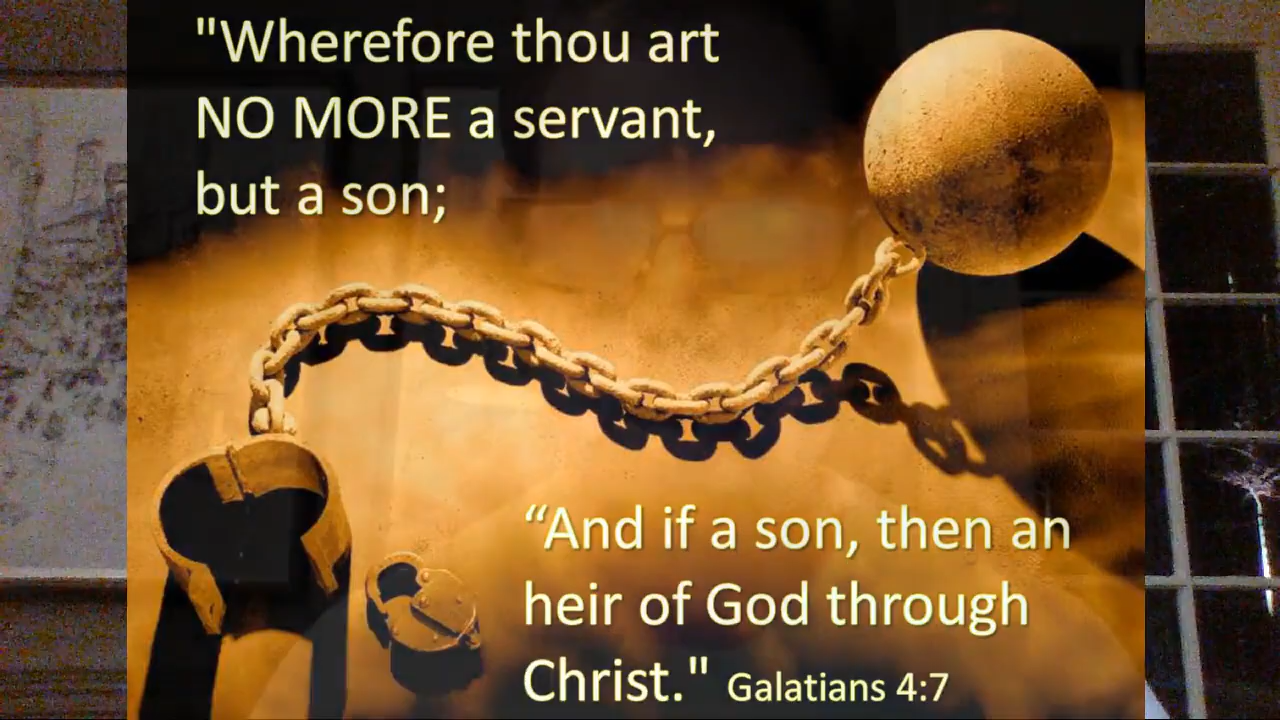 "Wherefore thou art
NO MORE a servant,
but a son;
“And if a son, then an
heir of God through
Christ." Galatians 4:7